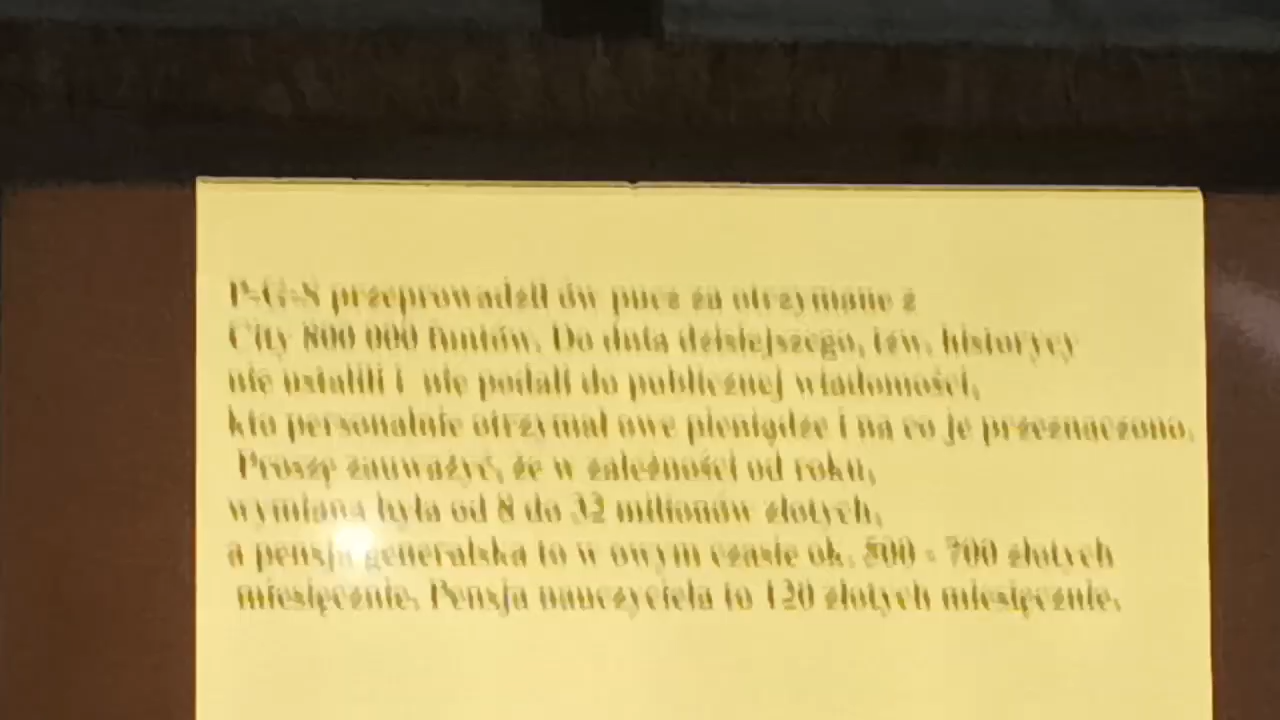 P-G-S przeprowadzil ów pucz za otrzymane z
City 800 000 funtów. Do dnia dzisiejszego, tzw. historycy
nie ustalili i nie podali do publicznej wiadomości,
kto personalnie otrzymał owe pieniądze i na co je przeznaczono.
Proszę zauważyć, że w zależności od roku,
wymiana była od 8 do 32 milionów złotych,
a pensja generalska to w owym czasie ok. 500 - 700 złotych
miesięcznie. Pensja nauczyciela to 120 złotych miesięcznie.